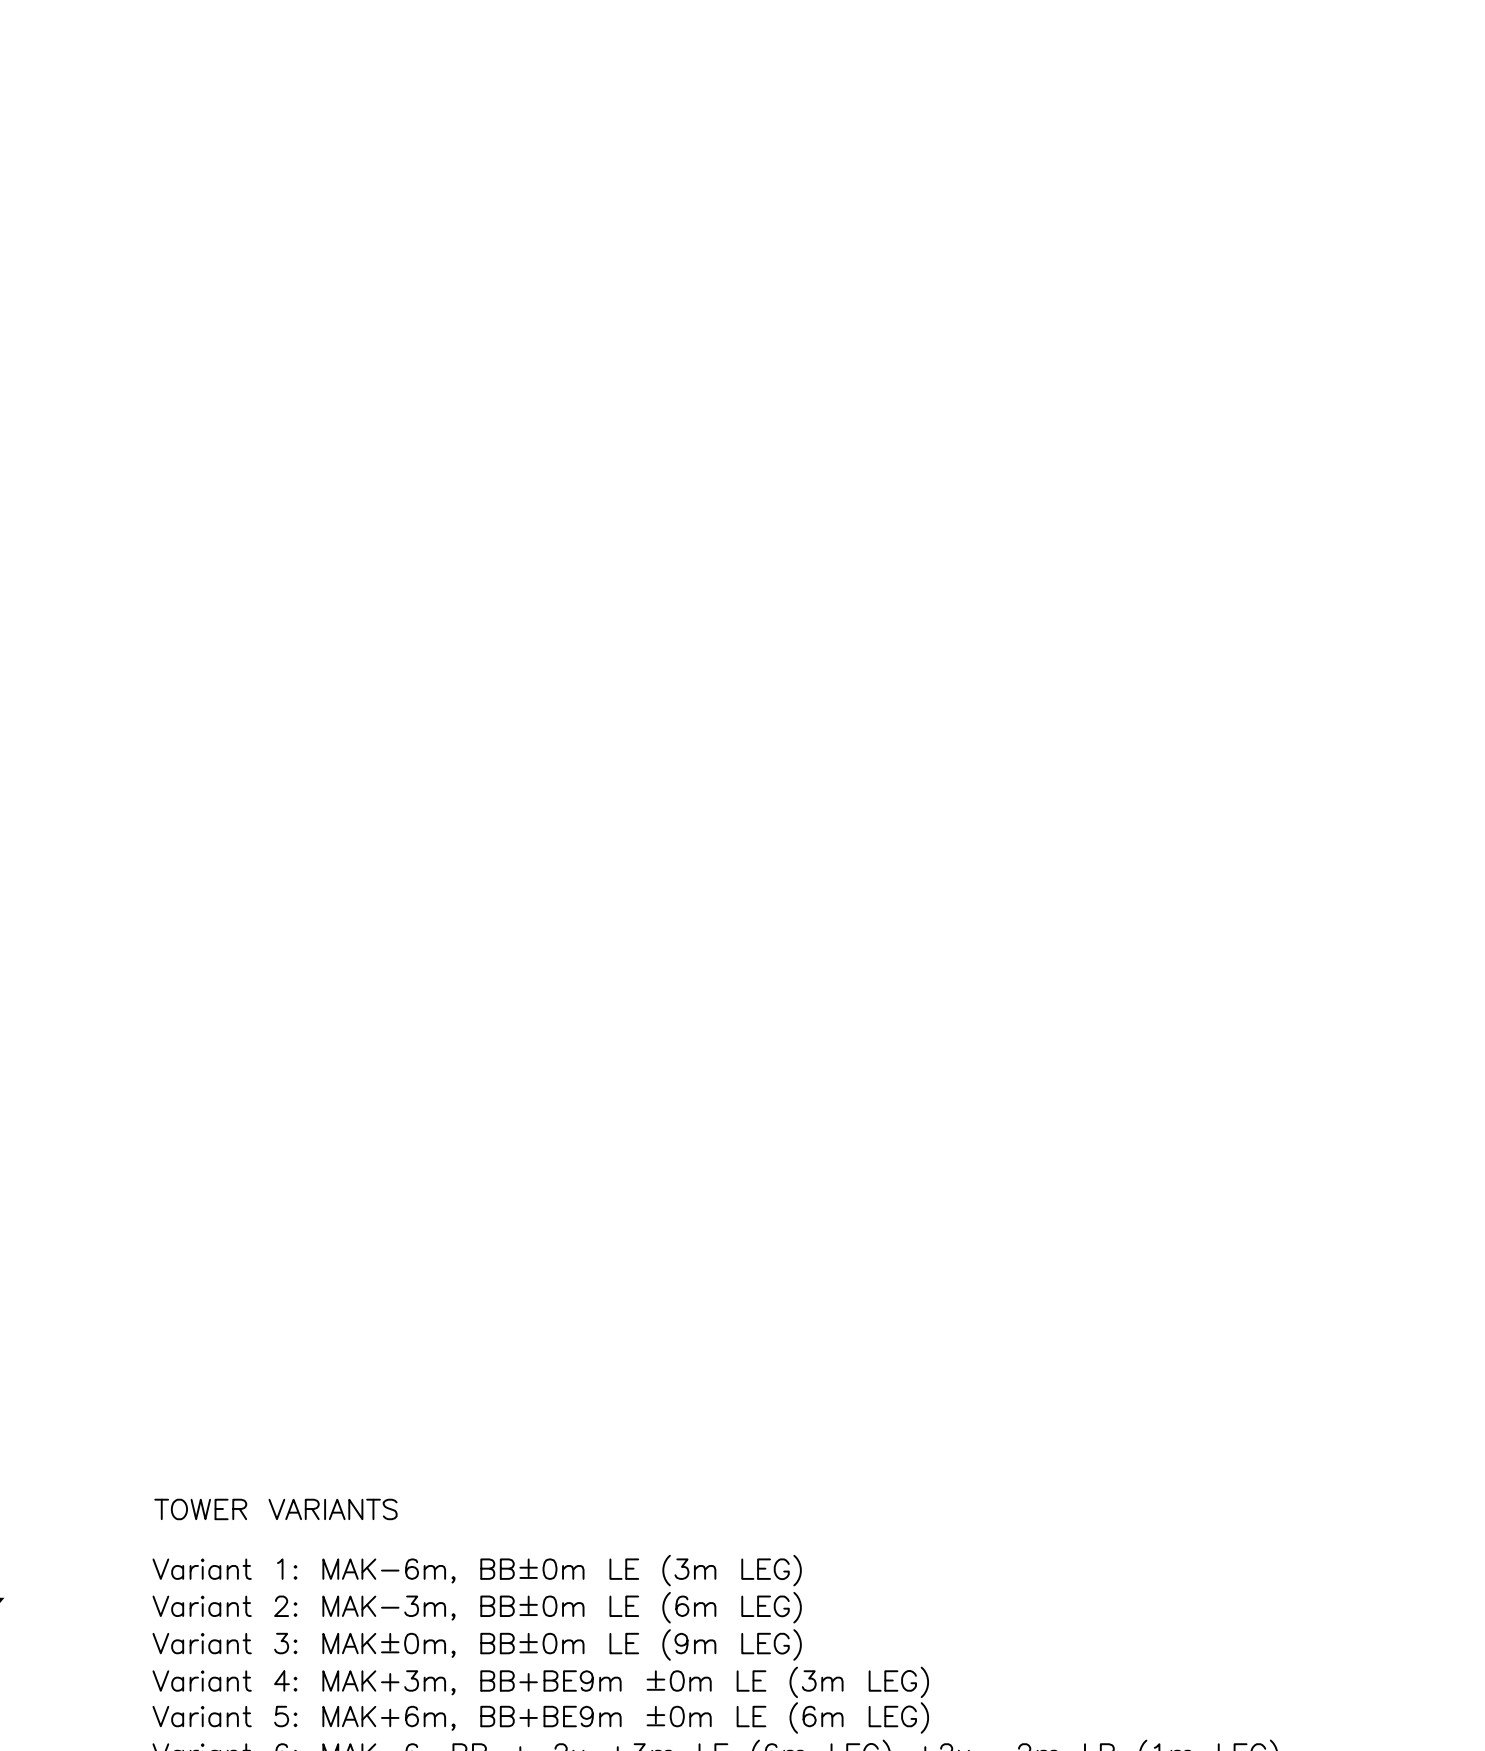 TOWER VARIANTS
Variant 1: MAK−6m, BB±0m LE (3m LEG)
Variant 2: MAK−3m, BB±0m LE (6m LEG)
Variant 3: MAK±0m, BB±0m LE (9m LEG)
Variant 4: MAK+3m, BB+BE9m ±0m LE (3m LEG)
Variant 5: MAK+6m, BB+BE9m ±0m LE (6m LEG)